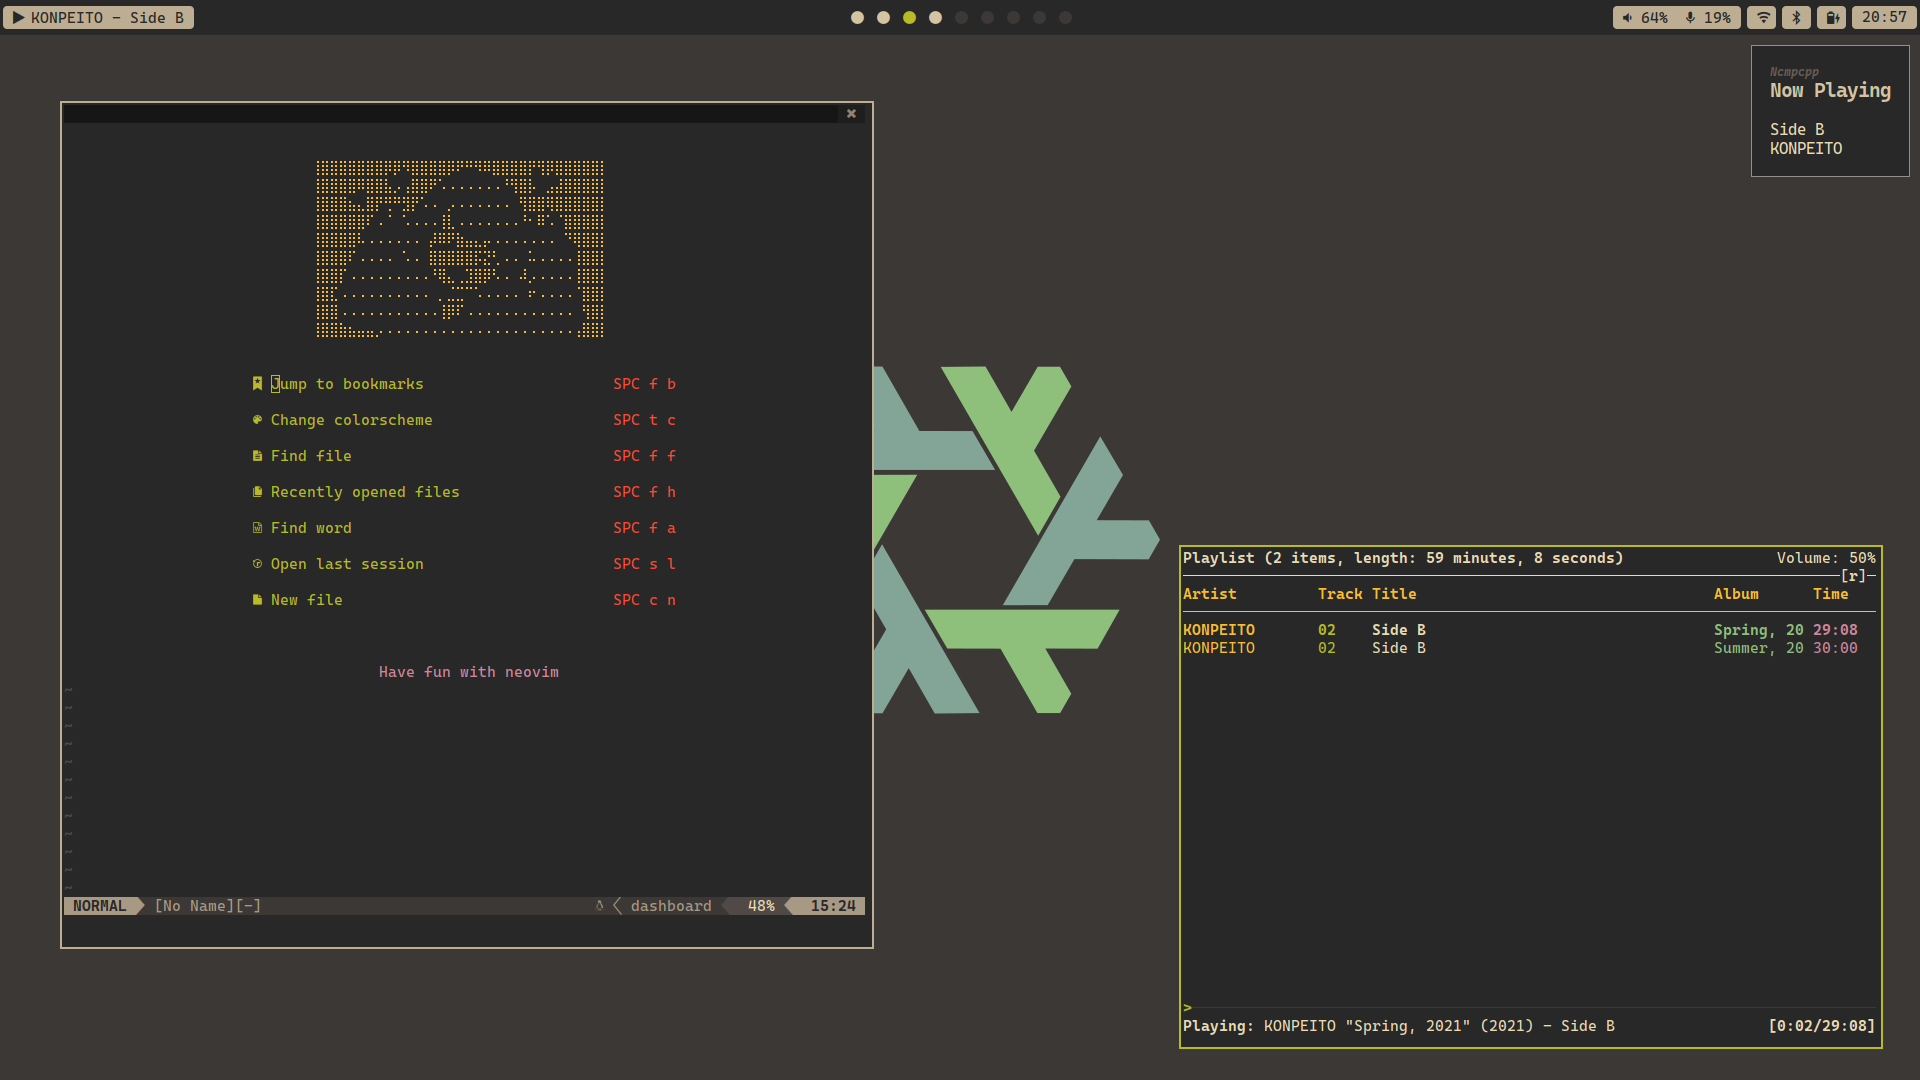 KONPEITO - Side B
64% 19%
20:57
Ncmpcpp
Now Playing
Side B
KONPEITO
Jump to bookmarks SPC f b
Change colorscheme SPC t c
Find file SPC f f
Recently opened files SPC f h
Find word SPC f a
Open last session SPC s l
New file SPC c n
Have fun with neovim
~
~
~
~
~
~
~
~
~
~
~
~
NORMAL [No Name][-] dashboard 48% 15:24
Playlist (2 items, length: 59 minutes, 8 seconds) Volume: 50%
[r]
Artist Track Title Album Time
KONPEITO 02 Side B Spring, 20 29:08
KONPEITO 02 Side B Summer, 20 30:00
>
Playing: KONPEITO "Spring, 2021" (2021) - Side B [0:02/29:08]